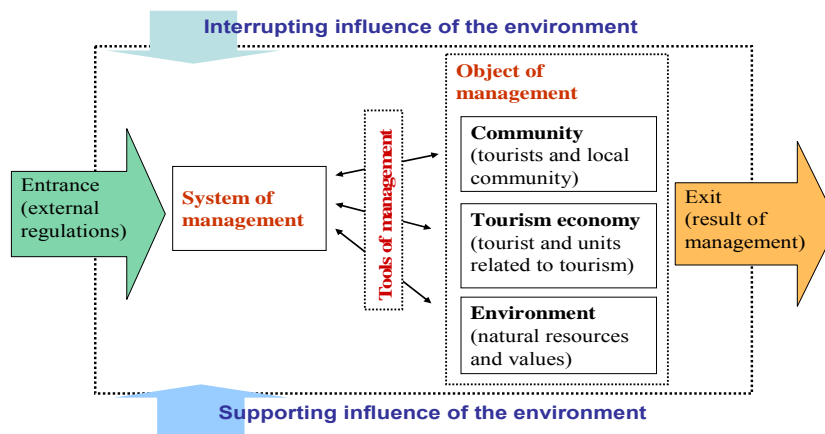 Interrupting influence of the environment
Object of
management
Community
(tourists and local
community)
Entrance
(external
regulations)
System of
management
Tools of management
Tourism economy
(tourist and units
related to tourism)
Exit
(result of
management)
Environment
(natural resources
and values)
Supporting influence of the environment